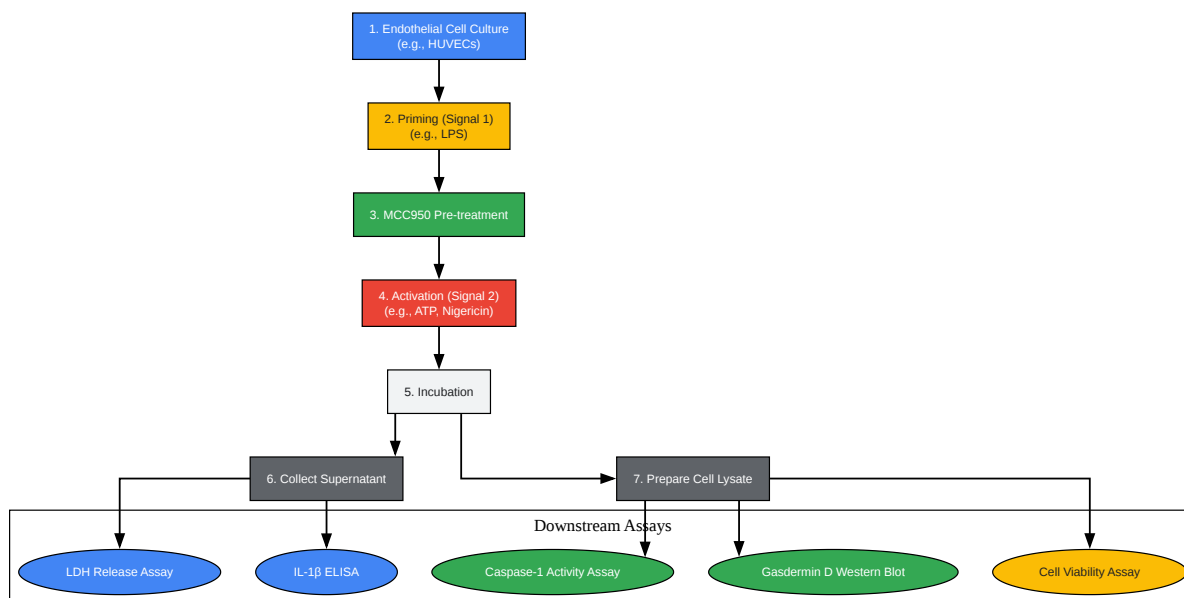 1. Endothelial Cell Culture
(e.g., HUVECs)
2. Priming (Signal 1)
(e.g., LPS)
3. MCC950 Pre-treatment
4. Activation (Signal 2)
(e.g., ATP, Nigericin)
5. Incubation
6. Collect Supernatant
7. Prepare Cell Lysate
Downstream Assays
LDH Release Assay
IL-1β ELISA
Caspase-1 Activity Assay
Gasdermin D Western Blot
Cell Viability Assay